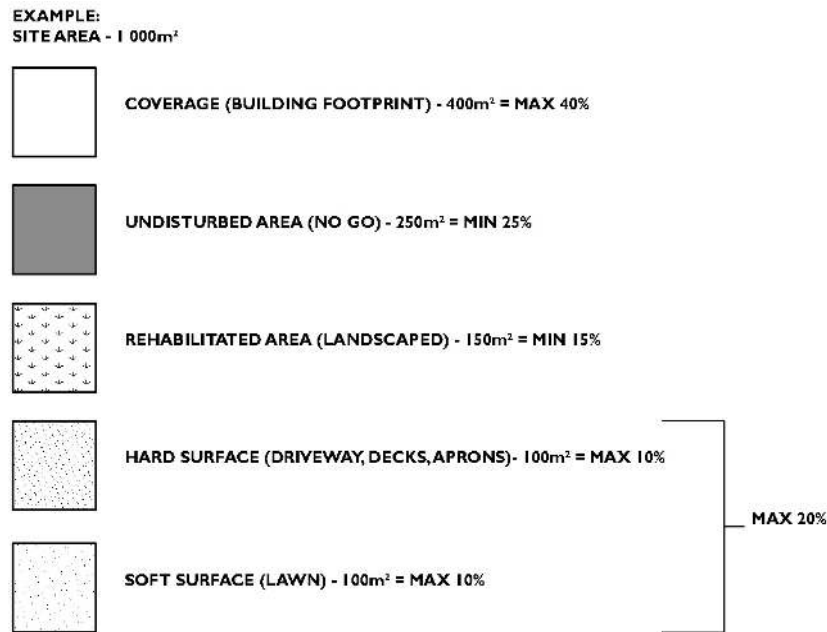 EXAMPLE:
SITE AREA - 1 000m²
COVERAGE (BUILDING FOOTPRINT) - 400m² = MAX 40%
UNDISTURBED AREA (NO GO) - 250m² = MIN 25%
REHABILITATED AREA (LANDSCAPED) - 150m² = MIN 15%
HARD SURFACE (DRIVEWAY, DECKS, APRONS)- 100m² = MAX 10%
MAX 20%
SOFT SURFACE (LAWN) - 100m² = MAX 10%